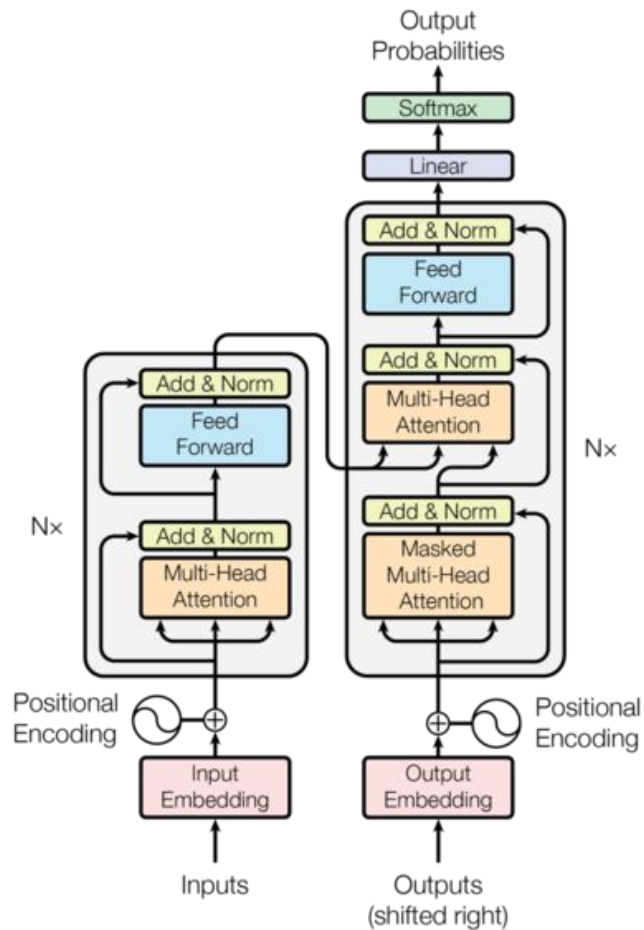 Output
Probabilities
Softmax
Linear
Add & Norm
Feed
Forward
Add & Norm
Multi-Head
Attention
Add & Norm
Masked
Multi-Head
Attention
N×
Add & Norm
Feed
Forward
Add & Norm
Multi-Head
Attention
N×
Positional
Encoding
Positional
Encoding
Input
Embedding
Output
Embedding
Inputs
Outputs
(shifted right)